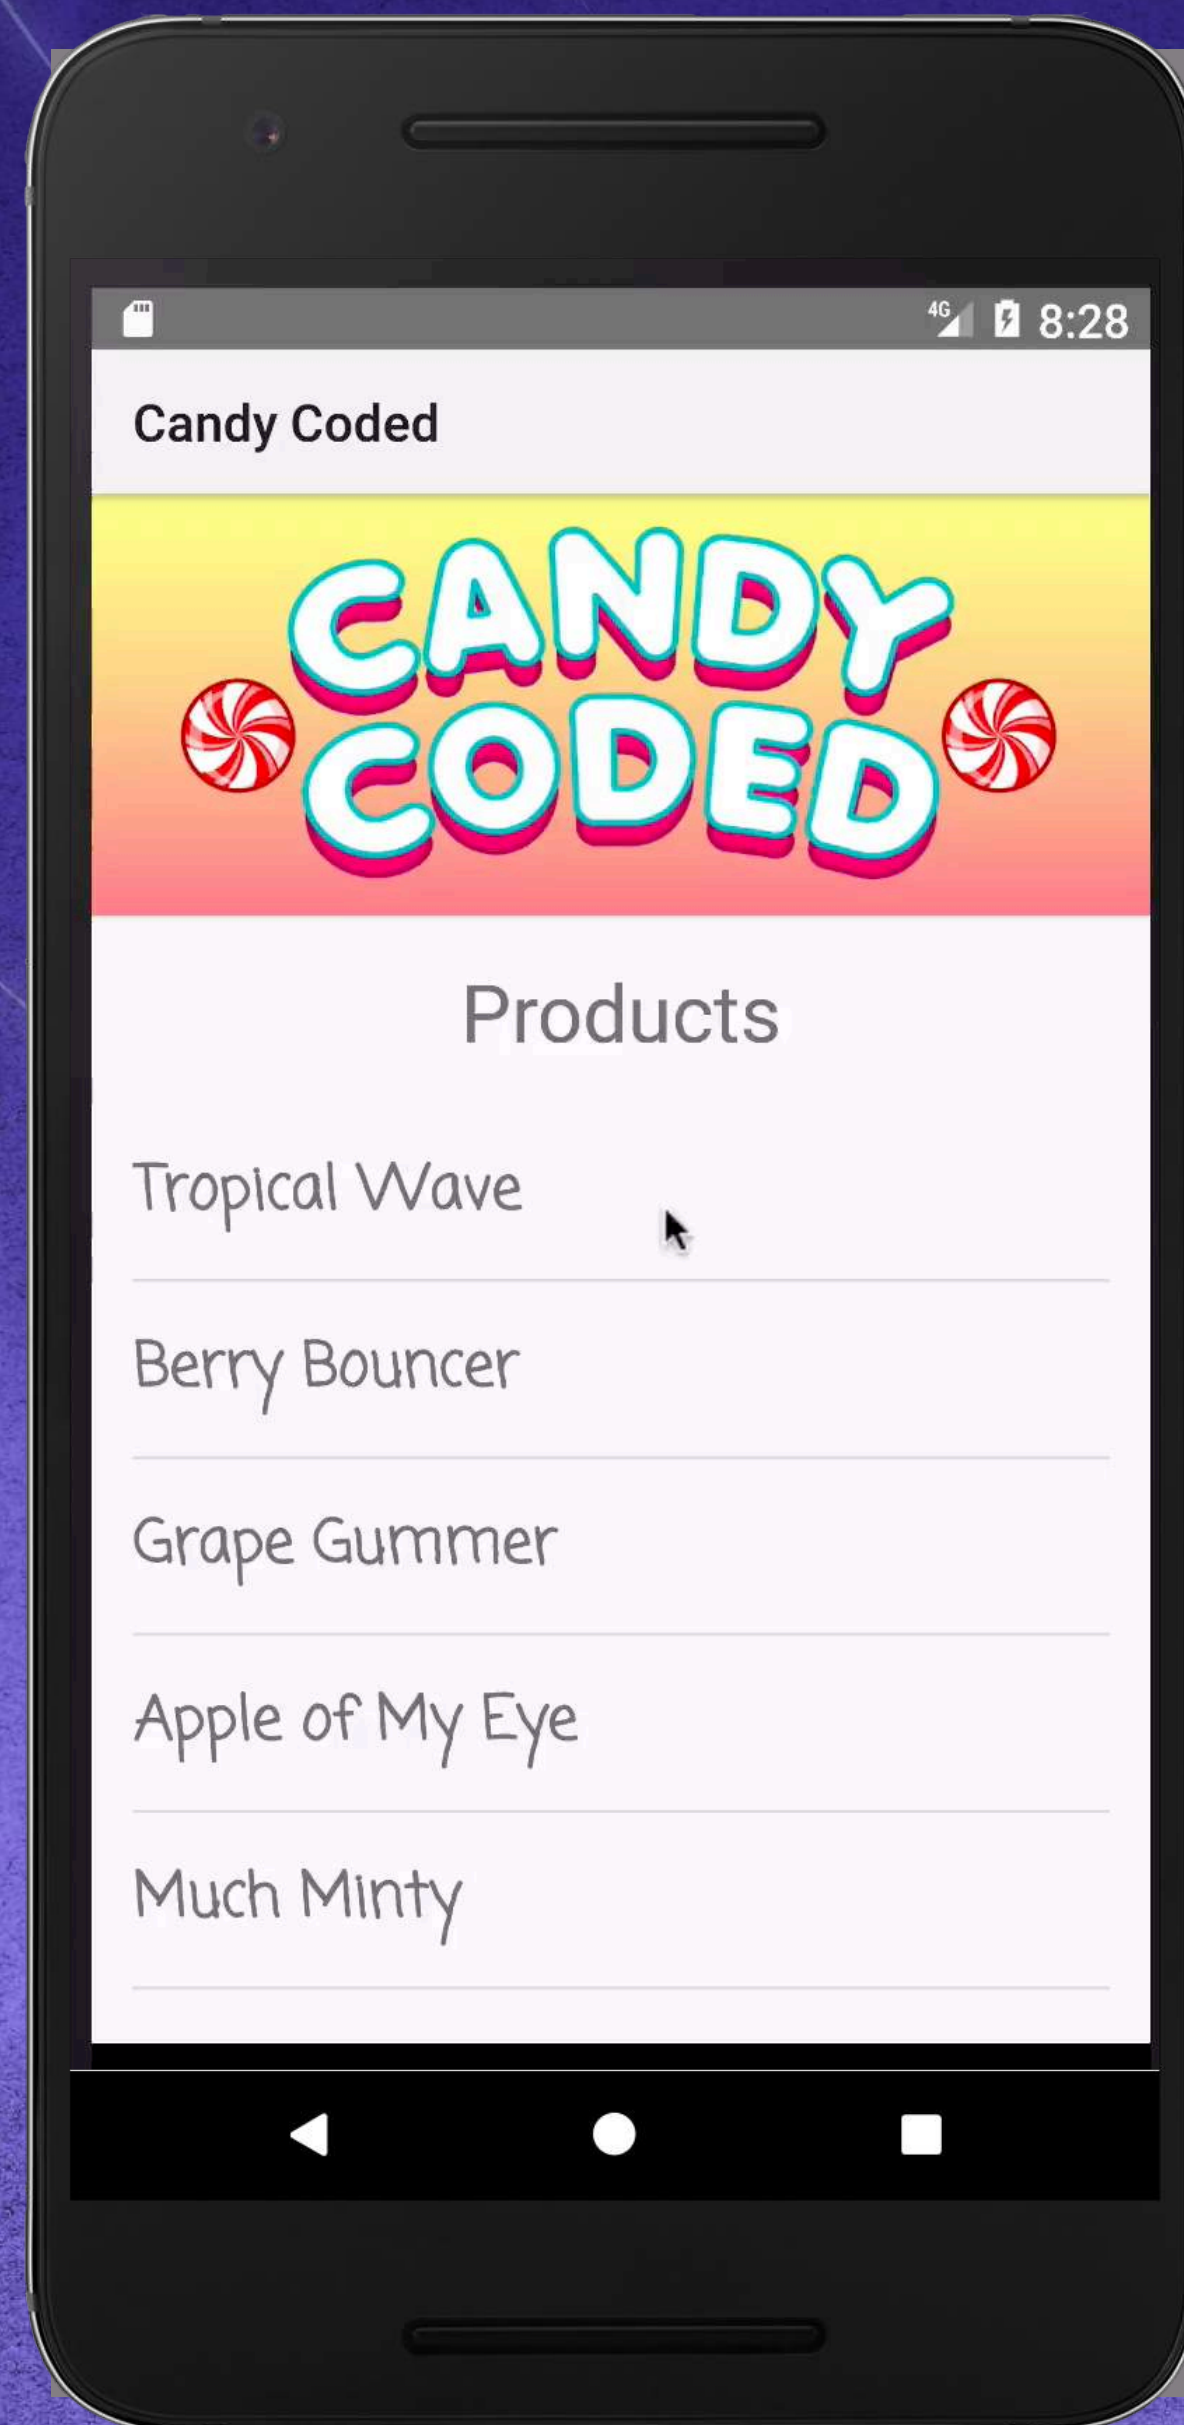 4G 8:28
Candy Coded
CANDY
CODED
Products
Tropical Wave
Berry Bouncer
Grape Gummer
Apple of My Eye
Much Minty